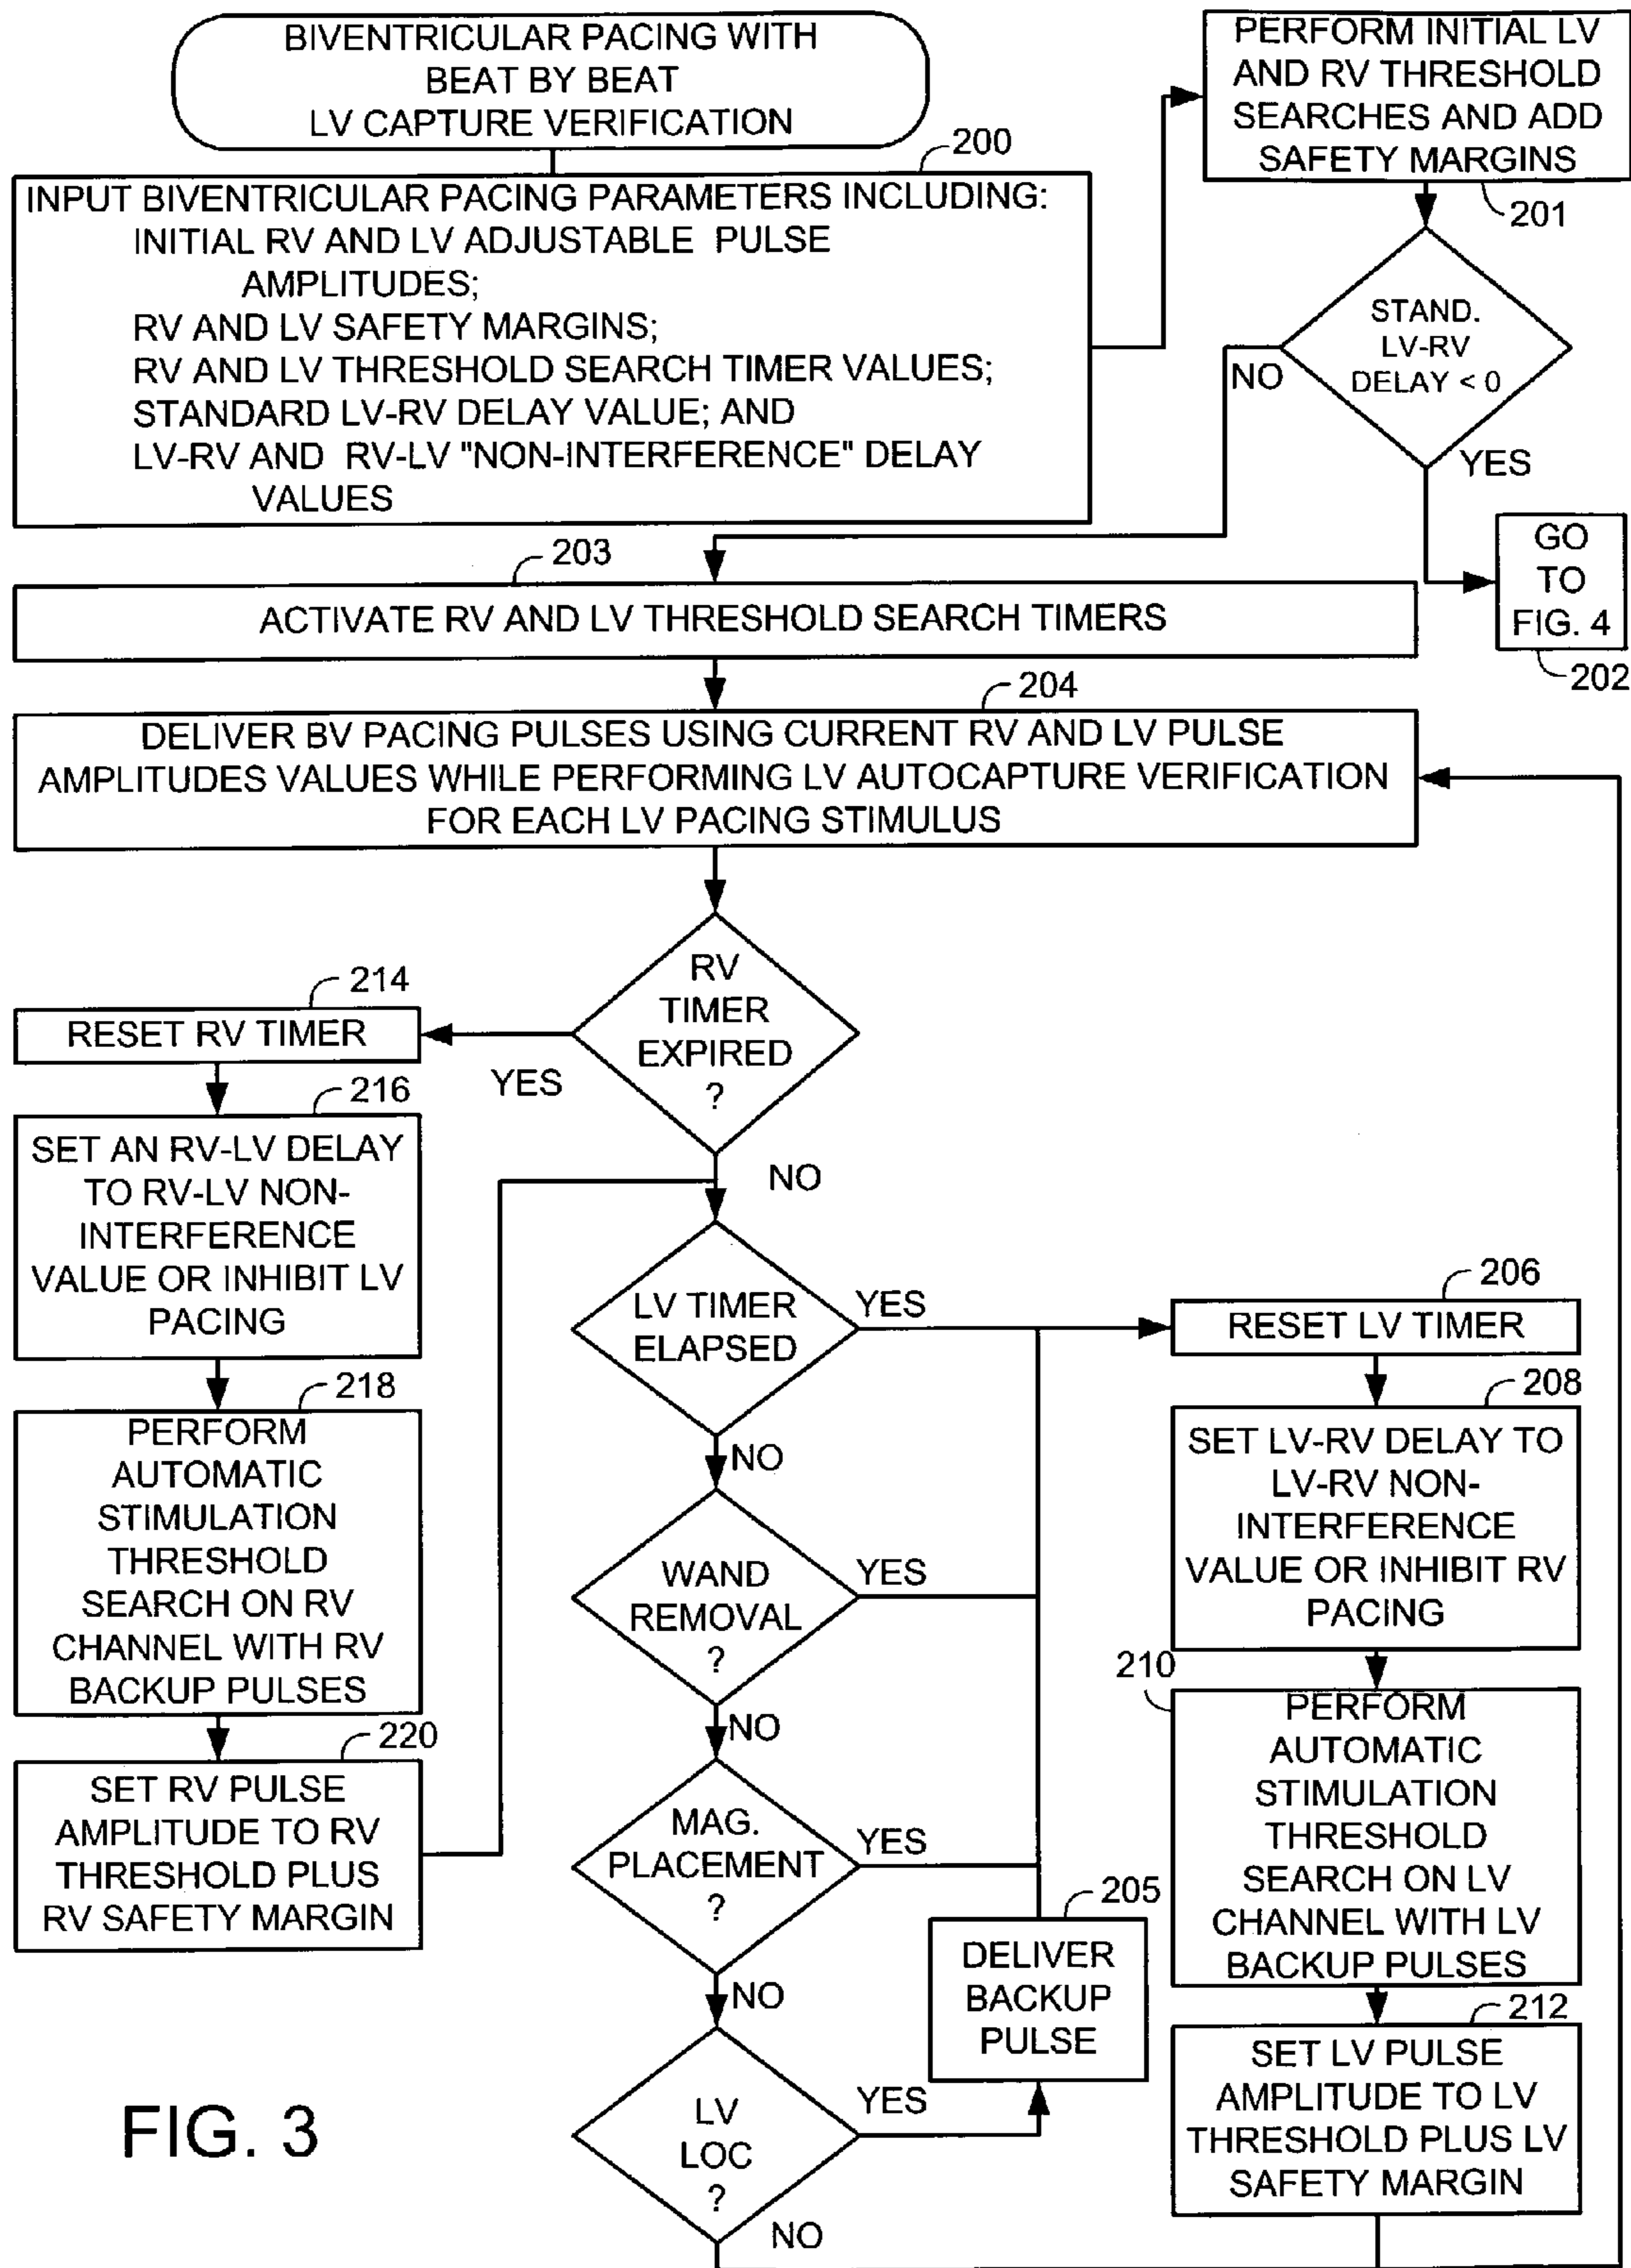 BIVENTRICULAR PACING WITH
BEAT BY BEAT
LV CAPTURE VERIFICATION
200
INPUT BIVENTRICULAR PACING PARAMETERS INCLUDING:
INITIAL RV AND LV ADJUSTABLE PULSE
AMPLITUDES;
RV AND LV SAFETY MARGINS;
RV AND LV THRESHOLD SEARCH TIMER VALUES;
STANDARD LV-RV DELAY VALUE; AND
LV-RV AND RV-LV "NON-INTERFERENCE" DELAY
VALUES
PERFORM INITIAL LV
AND RV THRESHOLD
SEARCHES AND ADD
SAFETY MARGINS
201
STAND.
LV-RV
DELAY < 0
NO
YES
GO
TO
FIG. 4
202
203
ACTIVATE RV AND LV THRESHOLD SEARCH TIMERS
204
DELIVER BV PACING PULSES USING CURRENT RV AND LV PULSE
AMPLITUDES VALUES WHILE PERFORMING LV AUTOCAPTURE VERIFICATION
FOR EACH LV PACING STIMULUS
RV
TIMER
EXPIRED
?
YES
NO
214
RESET RV TIMER
216
SET AN RV-LV DELAY
TO RV-LV NON-
INTERFERENCE
VALUE OR INHIBIT LV
PACING
218
PERFORM
AUTOMATIC
STIMULATION
THRESHOLD
SEARCH ON RV
CHANNEL WITH RV
BACKUP PULSES
220
SET RV PULSE
AMPLITUDE TO RV
THRESHOLD PLUS
RV SAFETY MARGIN
LV TIMER
ELAPSED
YES
NO
WAND
REMOVAL
?
YES
NO
MAG.
PLACEMENT
?
YES
NO
LV
LOC
?
YES
NO
205
DELIVER
BACKUP
PULSE
206
RESET LV TIMER
208
SET LV-RV DELAY TO
LV-RV NON-
INTERFERENCE
VALUE OR INHIBIT RV
PACING
210
PERFORM
AUTOMATIC
STIMULATION
THRESHOLD
SEARCH ON LV
CHANNEL WITH LV
BACKUP PULSES
212
SET LV PULSE
AMPLITUDE TO LV
THRESHOLD PLUS LV
SAFETY MARGIN
FIG. 3